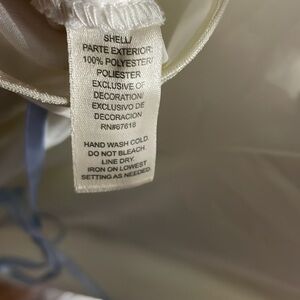 SHELL/
PARTE EXTERIOR:
100% POLYESTER/
POLIESTER
EXCLUSIVE OF
DECORATION/
EXCLUSIVO DE
DECORACION
RN#67618
HAND WASH COLD.
DO NOT BLEACH.
LINE DRY.
IRON ON LOWEST
SETTING AS NEEDED.